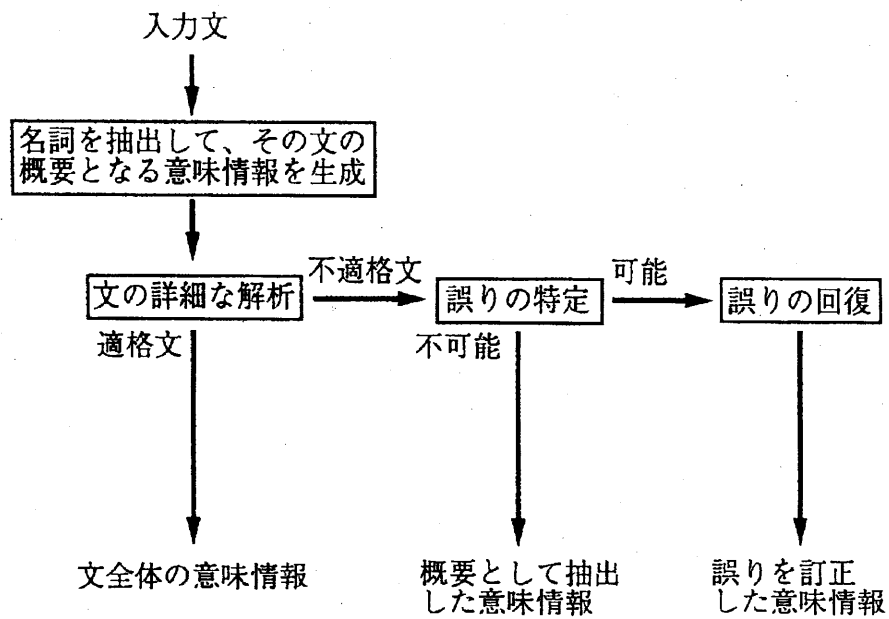 入力文
名詞を抽出して、その文の
概要となる意味情報を生成
文の詳細な解析
不適格文
誤りの特定
可能
誤りの回復
適格文
不可能
文全体の意味情報
概要として抽出
した意味情報
誤りを訂正
した意味情報